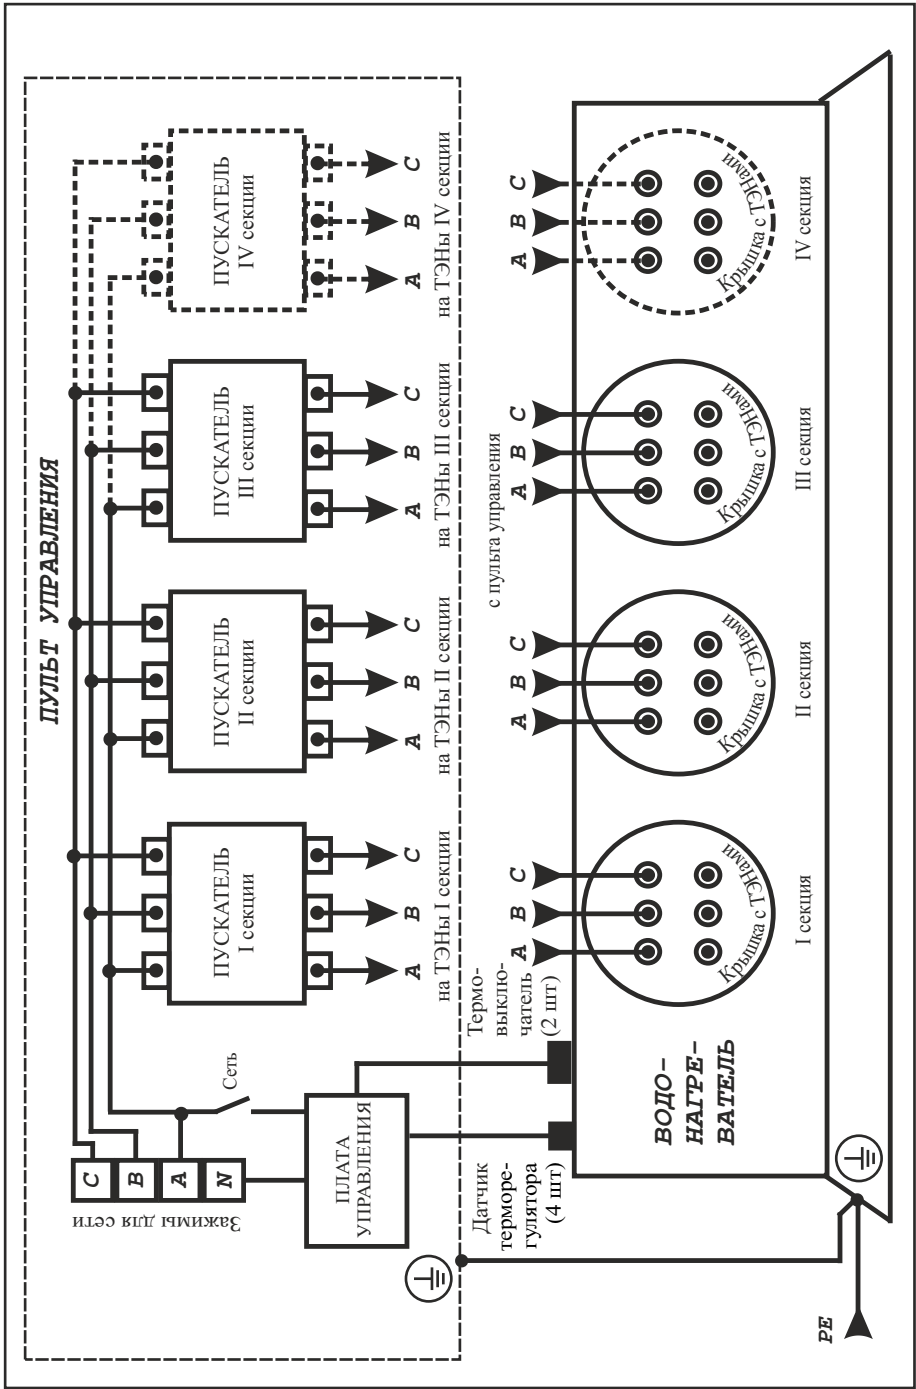 ПУЛЬТ УПРАВЛЕНИЯ
Зажимы для сети
C
B
A
N
Сеть
ПЛАТА
УПРАВЛЕНИЯ
ПУСКАТЕЛЬ
I секции
ПУСКАТЕЛЬ
II секции
ПУСКАТЕЛЬ
III секции
ПУСКАТЕЛЬ
IV секции
A B C
на ТЭНы I секции
A B C
на ТЭНы II секции
A B C
на ТЭНы III секции
A B C
на ТЭНы IV секции
Датчик
терморе-
гулятора
(4 шт)
Термо-
выклю-
чатель
(2 шт)
с пульта управления
A B C
A B C
A B C
A B C
ВОДО-
НАГРЕ-
ВАТЕЛЬ
Крышка с ТЭНами
I секция
Крышка с ТЭНами
II секция
Крышка с ТЭНами
III секция
Крышка с ТЭНами
IV секция
PE